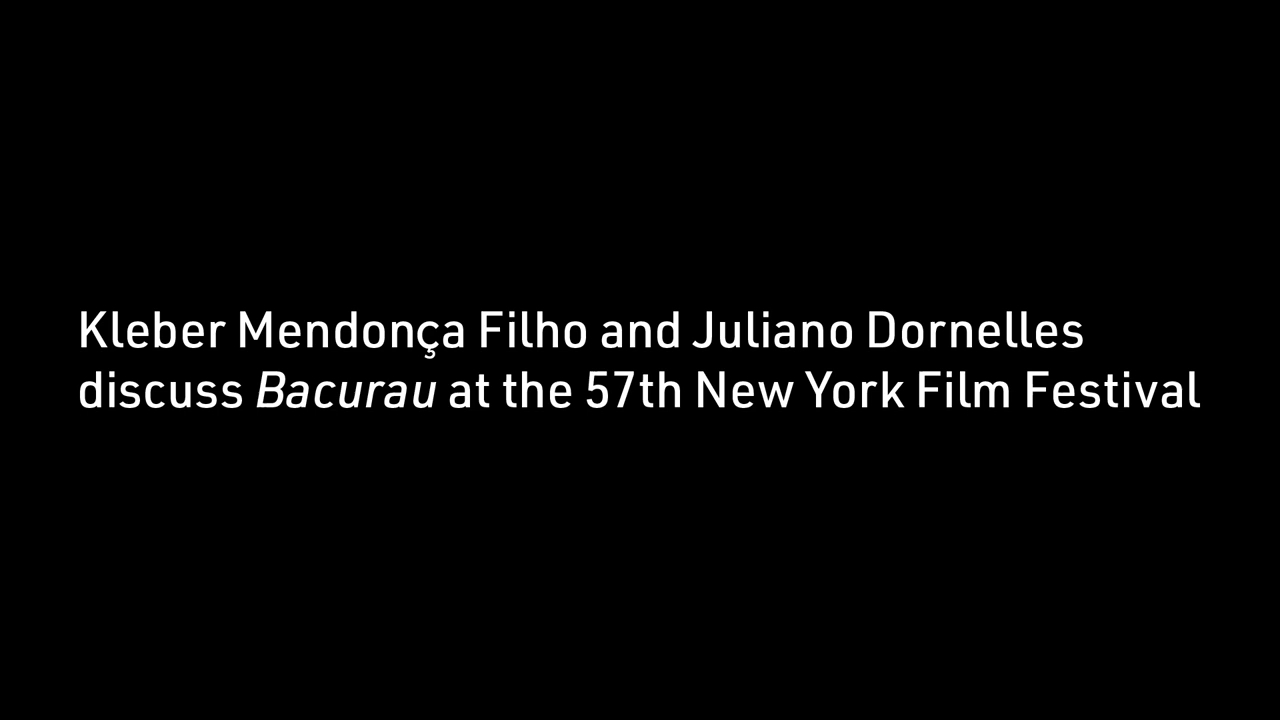 Kleber Mendonça Filho and Juliano Dornelles
discuss Bacurau at the 57th New York Film Festival